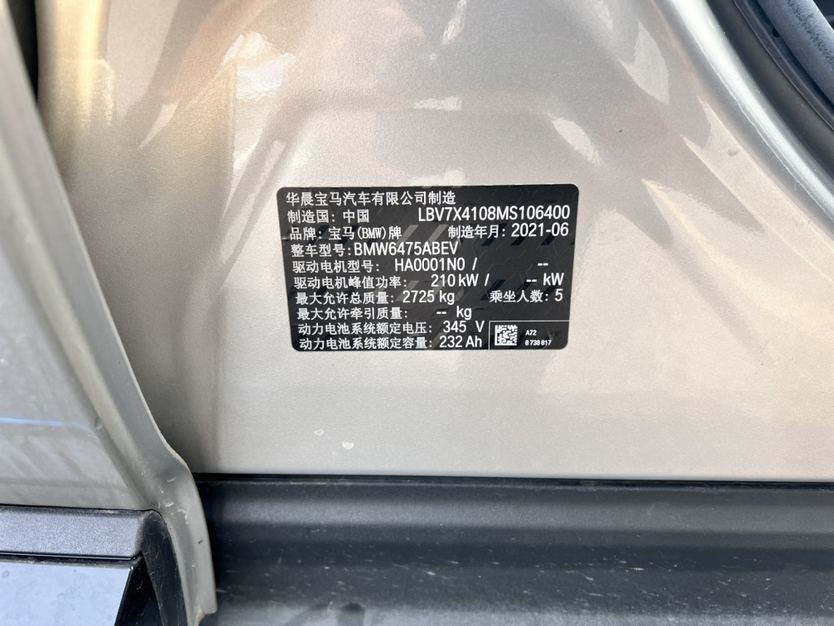 华晨宝马汽车有限公司制造
制造国: 中国 LBV7X4108MS106400
品牌: 宝马(BMW)牌 制造年月: 2021-06
整车型号: BMW6475ABEV
驱动电机型号: HA0001N0 / --
驱动电机峰值功率: 210 kW / -- kW
最大允许总质量: 2725 kg 乘坐人数: 5
最大允许牵引质量: -- kg
动力电池系统额定电压: 345 V
动力电池系统额定容量: 232 Ah
A72
8 738 817